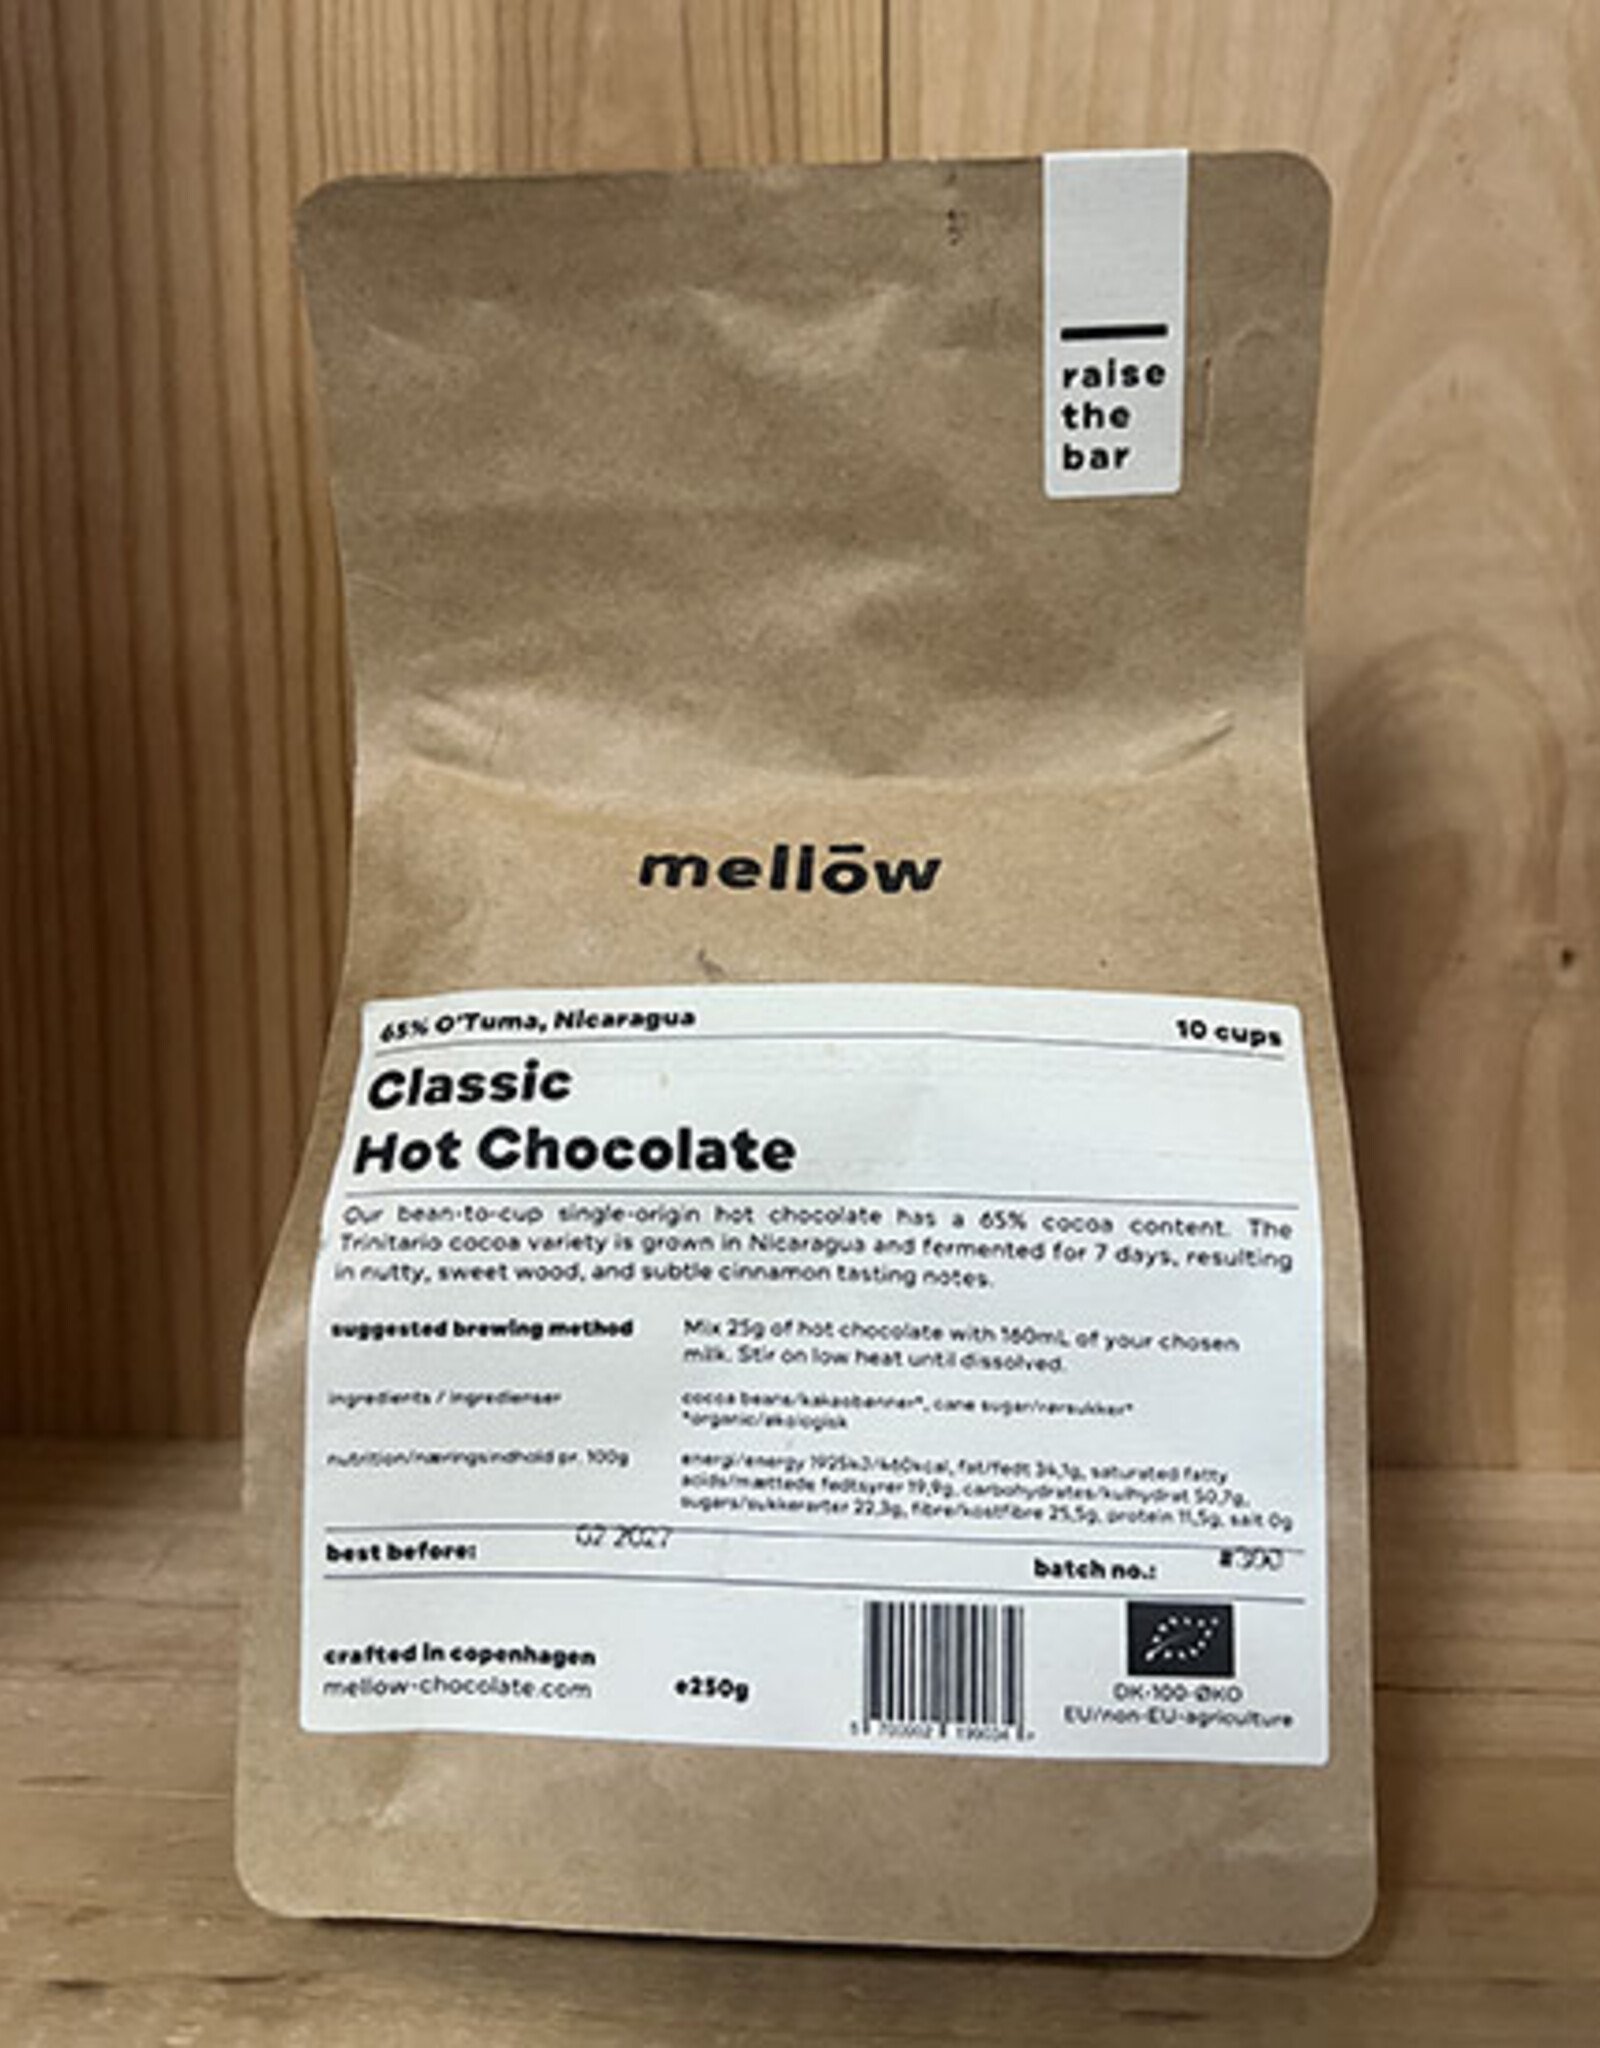 raise
the
bar
mellōw
65% O'Tuma, Nicaragua 10 cups
Classic
Hot Chocolate
Our bean-to-cup single-origin hot chocolate has a 65% cocoa content. The
Trinitario cocoa variety is grown in Nicaragua and fermented for 7 days, resulting
in nutty, sweet wood, and subtle cinnamon tasting notes.
suggested brewing method Mix 25g of hot chocolate with 160mL of your chosen
milk. Stir on low heat until dissolved.
ingredients / ingredienser cocoa beans/kakaobønner*, cane sugar/rørsukker*
*organic/økologisk
nutrition/næringsindhold pr. 100g energi/energy 1925kJ/460kcal, fat/fedt 34,1g, saturated fatty
acids/mættede fedtsyrer 19,9g, carbohydrates/kulhydrat 50,7g,
sugars/sukkerarter 22,3g, fibre/kostfibre 25,5g, protein 11,5g, salt 0g
best before: 02 2027 batch no.:
crafted in copenhagen
mellow-chocolate.com e250g
DK-100-ØKO
EU/non-EU-agriculture